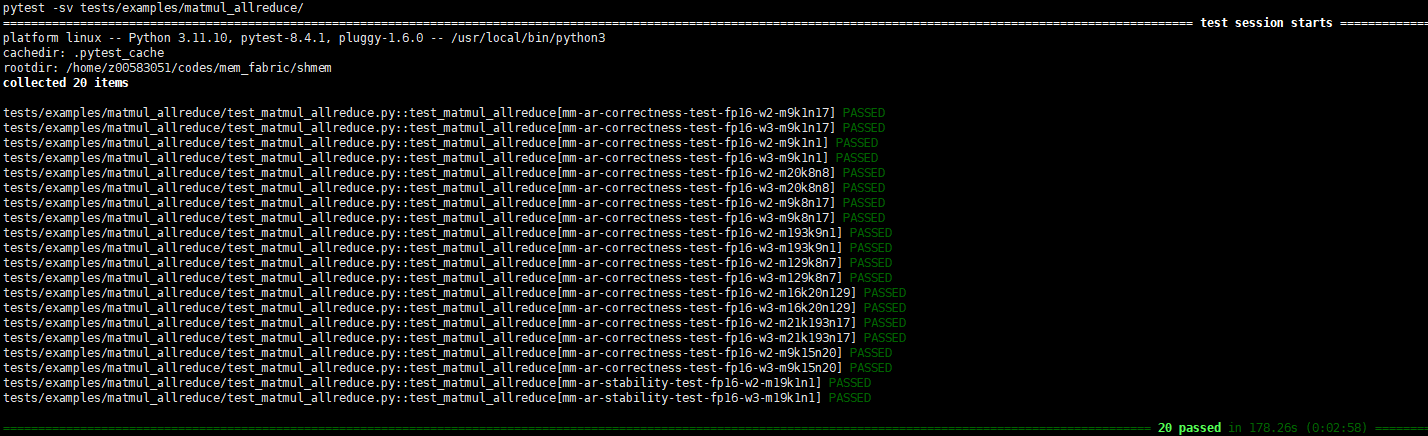 pytest -sv tests/examples/matmul_allreduce/
test session starts
platform linux -- Python 3.11.10, pytest-8.4.1, pluggy-1.6.0 -- /usr/local/bin/python3
cachedir: .pytest_cache
rootdir: /home/z00583051/codes/mem_fabric/shmem
collected 20 items
tests/examples/matmul_allreduce/test_matmul_allreduce.py::test_matmul_allreduce[mm-ar-correctness-test-fp16-w2-m9k1n17] PASSED
tests/examples/matmul_allreduce/test_matmul_allreduce.py::test_matmul_allreduce[mm-ar-correctness-test-fp16-w3-m9k1n17] PASSED
tests/examples/matmul_allreduce/test_matmul_allreduce.py::test_matmul_allreduce[mm-ar-correctness-test-fp16-w2-m9k1n1] PASSED
tests/examples/matmul_allreduce/test_matmul_allreduce.py::test_matmul_allreduce[mm-ar-correctness-test-fp16-w3-m9k1n1] PASSED
tests/examples/matmul_allreduce/test_matmul_allreduce.py::test_matmul_allreduce[mm-ar-correctness-test-fp16-w2-m20k8n8] PASSED
tests/examples/matmul_allreduce/test_matmul_allreduce.py::test_matmul_allreduce[mm-ar-correctness-test-fp16-w3-m20k8n8] PASSED
tests/examples/matmul_allreduce/test_matmul_allreduce.py::test_matmul_allreduce[mm-ar-correctness-test-fp16-w2-m9k8n17] PASSED
tests/examples/matmul_allreduce/test_matmul_allreduce.py::test_matmul_allreduce[mm-ar-correctness-test-fp16-w3-m9k8n17] PASSED
tests/examples/matmul_allreduce/test_matmul_allreduce.py::test_matmul_allreduce[mm-ar-correctness-test-fp16-w2-m193k9n1] PASSED
tests/examples/matmul_allreduce/test_matmul_allreduce.py::test_matmul_allreduce[mm-ar-correctness-test-fp16-w3-m193k9n1] PASSED
tests/examples/matmul_allreduce/test_matmul_allreduce.py::test_matmul_allreduce[mm-ar-correctness-test-fp16-w2-m129k8n7] PASSED
tests/examples/matmul_allreduce/test_matmul_allreduce.py::test_matmul_allreduce[mm-ar-correctness-test-fp16-w3-m129k8n7] PASSED
tests/examples/matmul_allreduce/test_matmul_allreduce.py::test_matmul_allreduce[mm-ar-correctness-test-fp16-w2-m16k20n129] PASSED
tests/examples/matmul_allreduce/test_matmul_allreduce.py::test_matmul_allreduce[mm-ar-correctness-test-fp16-w3-m16k20n129] PASSED
tests/examples/matmul_allreduce/test_matmul_allreduce.py::test_matmul_allreduce[mm-ar-correctness-test-fp16-w2-m21k193n17] PASSED
tests/examples/matmul_allreduce/test_matmul_allreduce.py::test_matmul_allreduce[mm-ar-correctness-test-fp16-w3-m21k193n17] PASSED
tests/examples/matmul_allreduce/test_matmul_allreduce.py::test_matmul_allreduce[mm-ar-correctness-test-fp16-w2-m9k15n20] PASSED
tests/examples/matmul_allreduce/test_matmul_allreduce.py::test_matmul_allreduce[mm-ar-correctness-test-fp16-w3-m9k15n20] PASSED
tests/examples/matmul_allreduce/test_matmul_allreduce.py::test_matmul_allreduce[mm-ar-stability-test-fp16-w2-m19k1n1] PASSED
tests/examples/matmul_allreduce/test_matmul_allreduce.py::test_matmul_allreduce[mm-ar-stability-test-fp16-w3-m19k1n1] PASSED
20 passed in 178.26s (0:02:58)